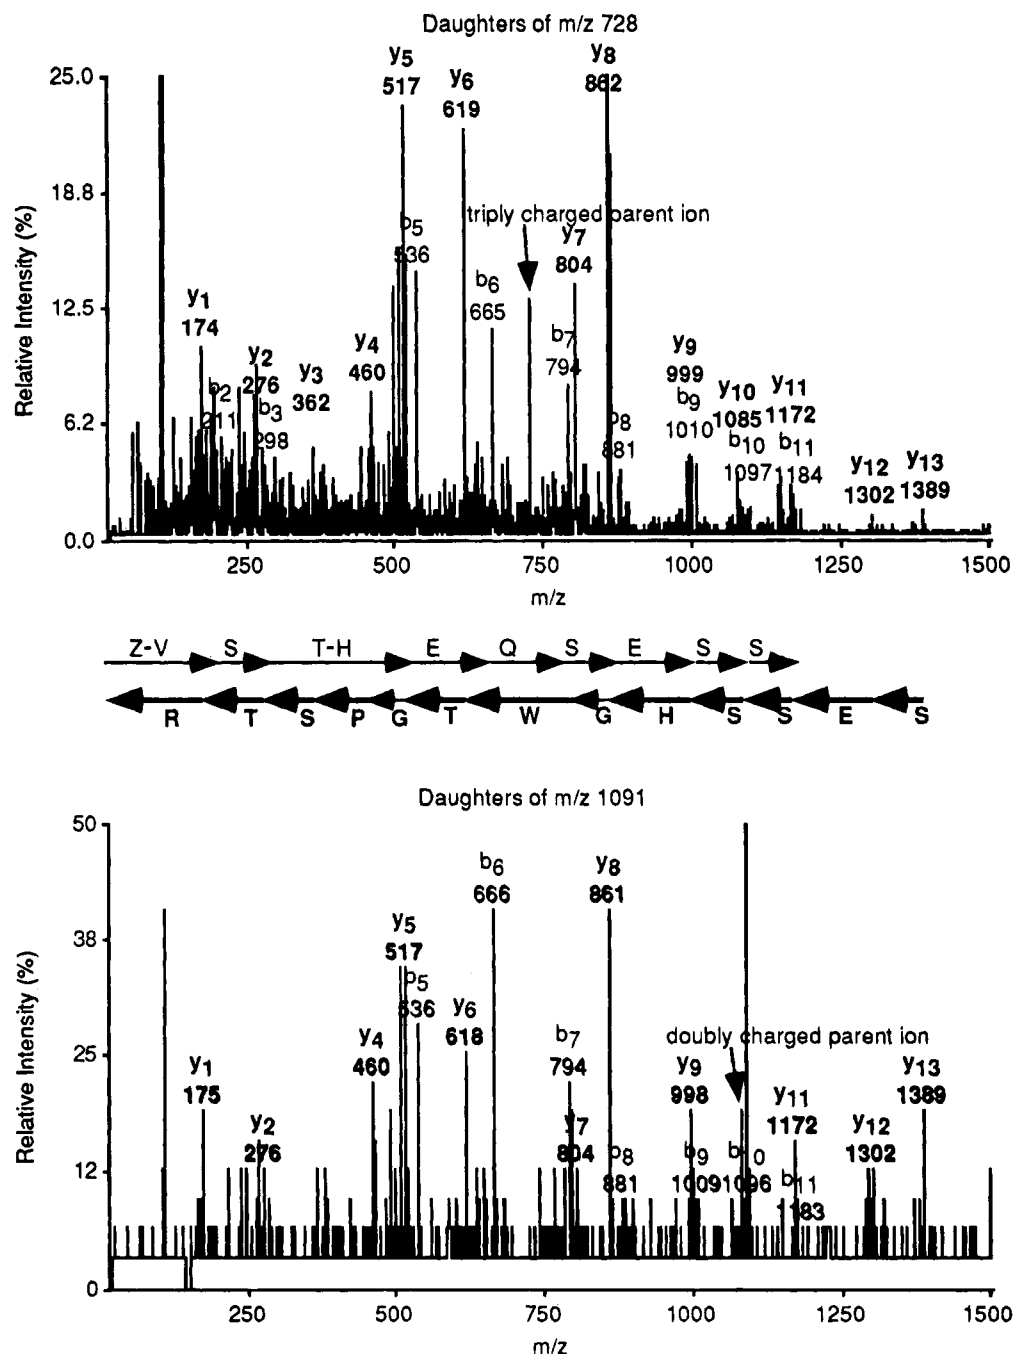 Daughters of m/z 728
y5
517
y8
862
y6
619
25.0
18.8
12.5
6.2
0.0
Relative Intensity (%)
triply charged parent ion
b5
536
y7
804
b6
665
b7
794
y1
174
y2
276
b2
211
b3
298
y3
362
y4
460
b8
881
y9
999
b9
1010
y10
1085
b10
1097
y11
1172
b11
1184
y12
1302
y13
1389
250 500 750 1000 1250 1500
m/z
Z-V S T-H E Q S E S S
R T S P G T W G H S S E S
Daughters of m/z 1091
50
38
25
12
0
Relative Intensity (%)
b6
666
y8
861
y5
517
b5
536
y4
460
y6
618
y1
175
y2
276
b7
794
y7
804
b8
881
doubly charged parent ion
y9
998
b9
1009
1096
y11
1172
b11
1183
y12
1302
y13
1389
250 500 750 1000 1250 1500
m/z